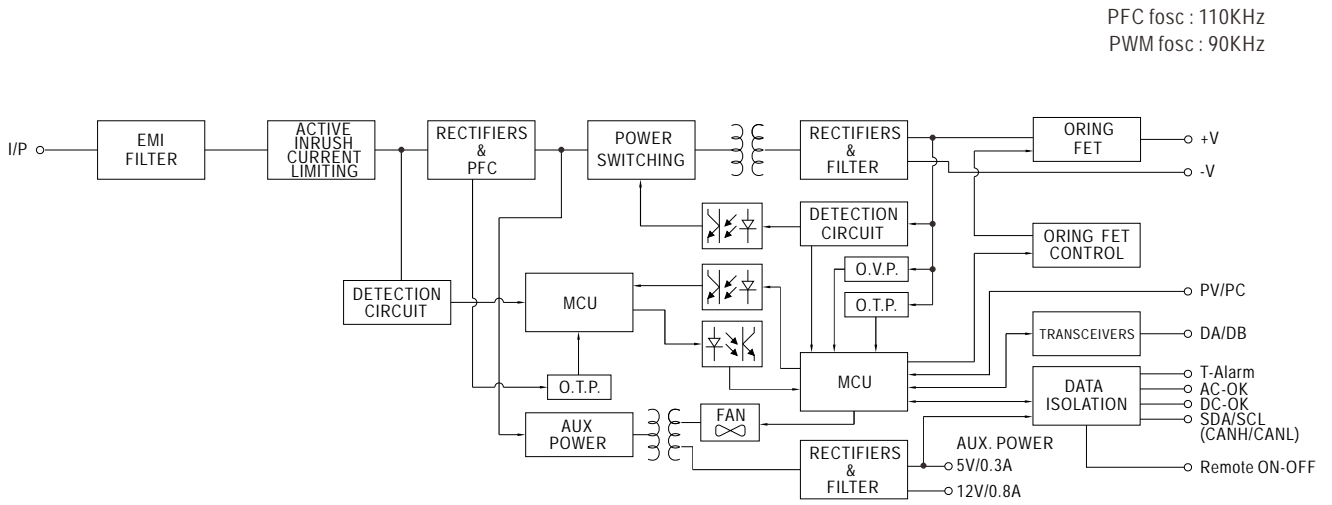 PFC fosc : 110KHz
PWM fosc : 90KHz
I/P
EMI
FILTER
ACTIVE
INRUSH
CURRENT
LIMITING
RECTIFIERS
&
PFC
POWER
SWITCHING
RECTIFIERS
&
FILTER
ORING
FET
+V
-V
DETECTION
CIRCUIT
ORING FET
CONTROL
O.V.P.
O.T.P.
DETECTION
CIRCUIT
MCU
PV/PC
TRANSCEIVERS
DA/DB
MCU
O.T.P.
DATA
ISOLATION
T-Alarm
AC-OK
DC-OK
SDA/SCL
(CANH/CANL)
AUX
POWER
FAN
RECTIFIERS
&
FILTER
AUX. POWER
5V/0.3A
12V/0.8A
Remote ON-OFF